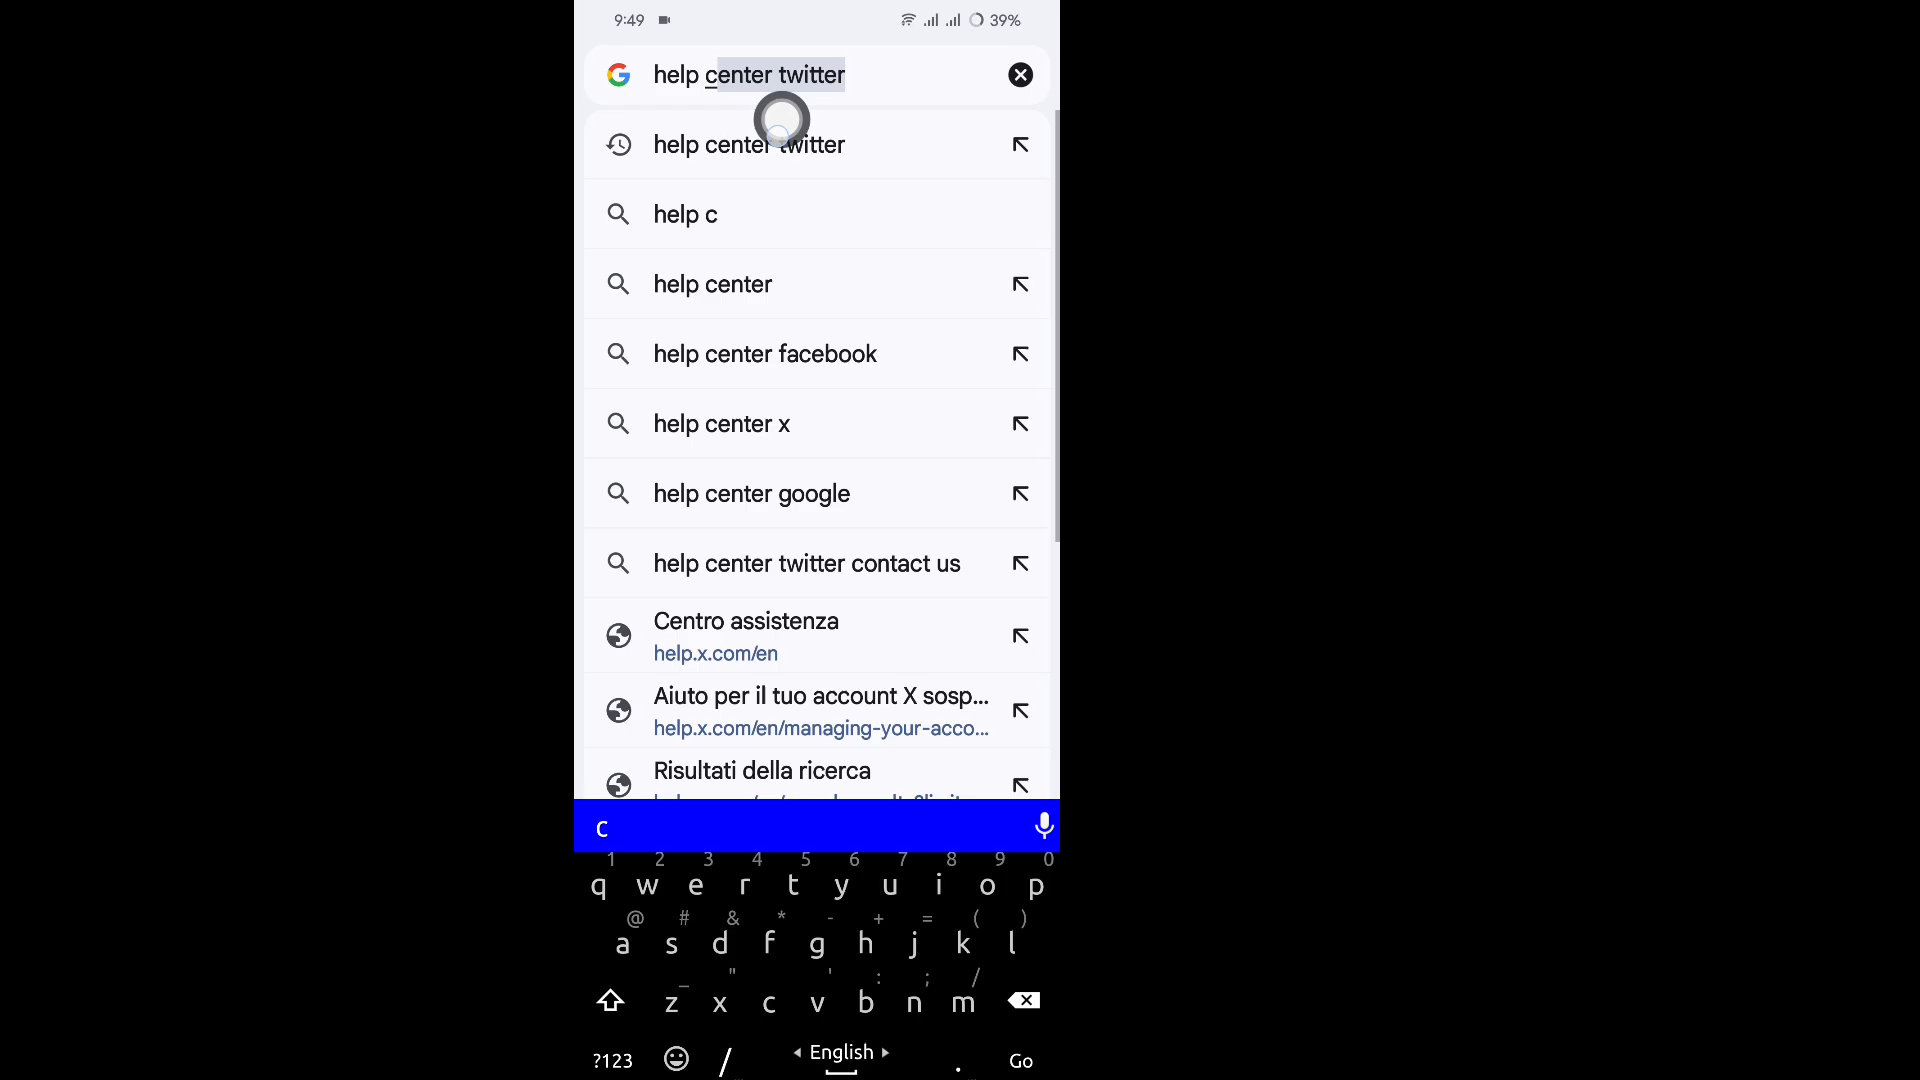 9:49 39%
help center twitter
help center twitter
help c
help center
help center facebook
help center x
help center google
help center twitter contact us
Centro assistenza
help.x.com/en
Aiuto per il tuo account X sosp...
help.x.com/en/managing-your-acco...
Risultati della ricerca
c
1 2 3 4 5 6 7 8 9 0
q w e r t y u i o p
@ # & * - + = ( )
a s d f g h j k l
_ " ' : ; /
z x c v b n m
?123 / English . Go